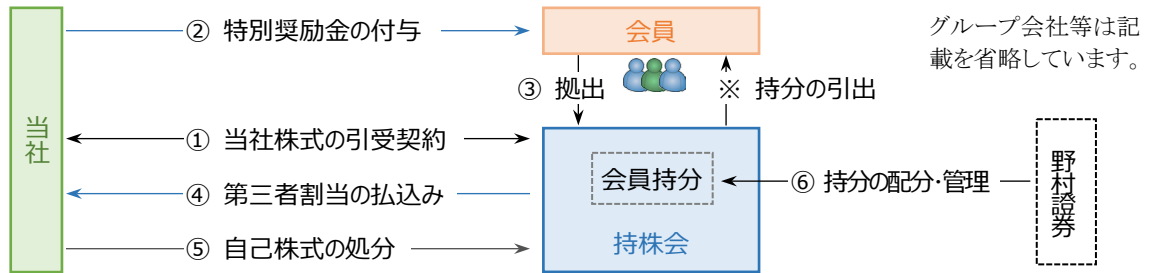 ② 特別奨励金の付与
会員
グループ会社等は記
載を省略しています。
③ 拠出
※ 持分の引出
当社
① 当社株式の引受契約
④ 第三者割当の払込み
会員持分
⑥ 持分の配分・管理
野村證券
⑤ 自己株式の処分
持株会